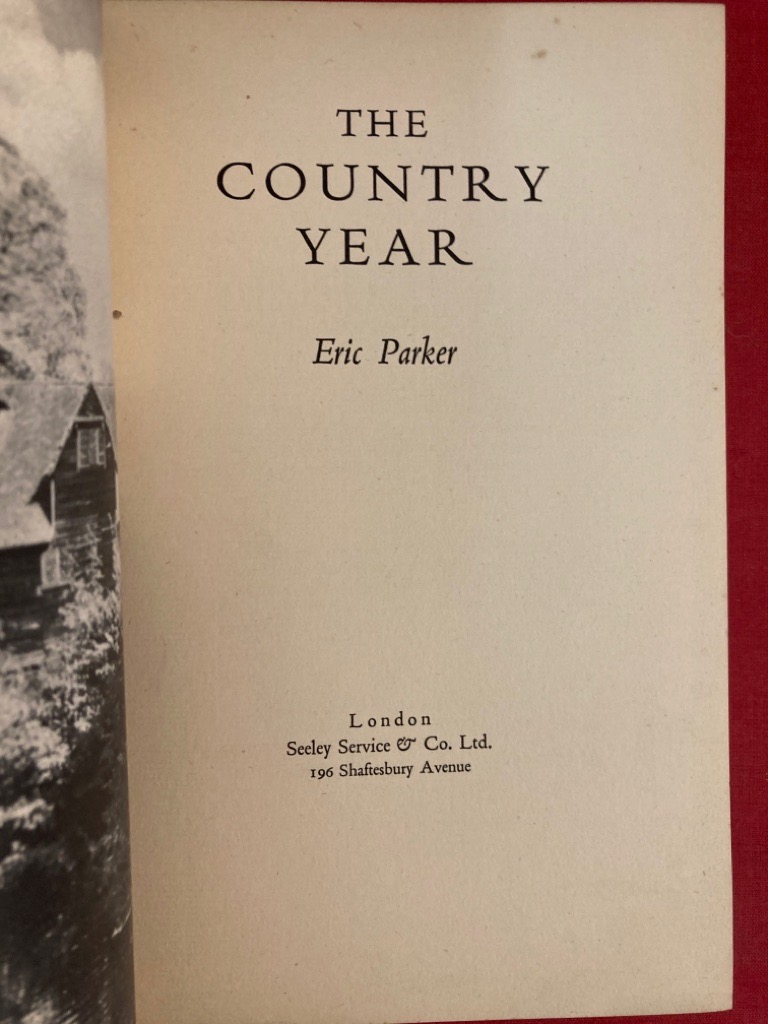 THE
COUNTRY
YEAR
Eric Parker
London
Seeley Service & Co. Ltd.
196 Shaftesbury Avenue